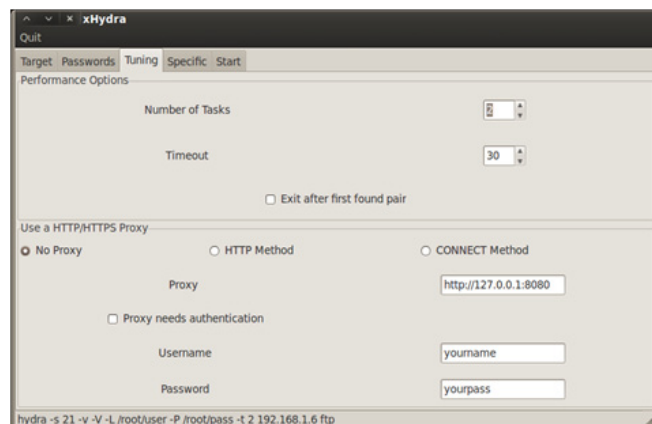 xHydra
Quit
Target Passwords Tuning Specific Start
Performance Options
Number of Tasks 2
Timeout 30
Exit after first found pair
Use a HTTP/HTTPS Proxy
No Proxy HTTP Method CONNECT Method
Proxy http://127.0.0.1:8080
Proxy needs authentication
Username yourname
Password yourpass
hydra -s 21 -v -V -L /root/user -P /root/pass -t 2 192.168.1.6 ftp